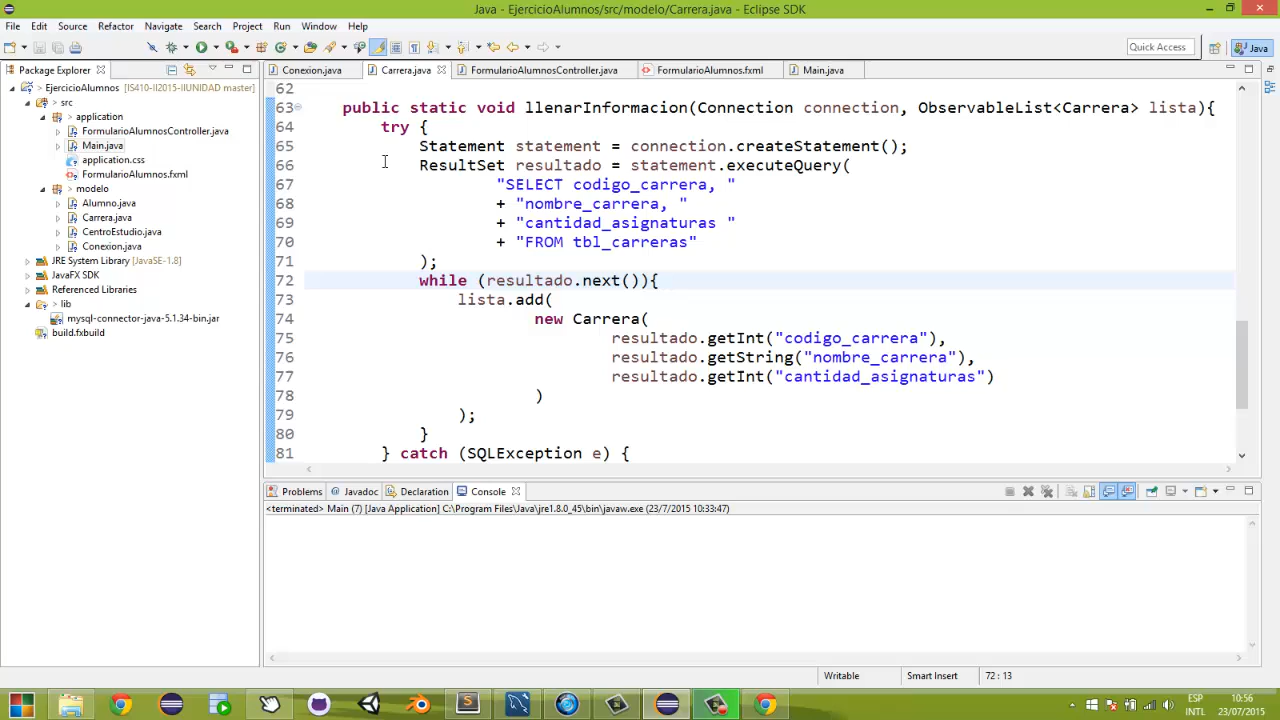 Java - EjercicioAlumnos/src/modelo/Carrera.java - Eclipse SDK
File Edit Source Refactor Navigate Search Project Run Window Help
Quick Access
Java
Package Explorer
Conexion.java
Carrera.java
FormularioAlumnosController.java
FormularioAlumnos.fxml
Main.java
EjercicioAlumnos [IS410-II2015-IIUNIDAD master]
> src
> application
FormularioAlumnosController.java
Main.java
application.css
FormularioAlumnos.fxml
> modelo
Alumno.java
Carrera.java
CentroEstudio.java
Conexion.java
JRE System Library [JavaSE-1.8]
JavaFX SDK
Referenced Libraries
> lib
mysql-connector-java-5.1.34-bin.jar
build.fxbuild
62
63 public static void llenarInformacion(Connection connection, ObservableList<Carrera> lista){
64 try {
65 Statement statement = connection.createStatement();
66 ResultSet resultado = statement.executeQuery(
67 "SELECT codigo_carrera, "
68 + "nombre_carrera, "
69 + "cantidad_asignaturas "
70 + "FROM tbl_carreras"
71 );
72 while (resultado.next()){
73 lista.add(
74 new Carrera(
75 resultado.getInt("codigo_carrera"),
76 resultado.getString("nombre_carrera"),
77 resultado.getInt("cantidad_asignaturas")
78 )
79 );
80 }
81 } catch (SQLException e) {
Problems Javadoc Declaration Console
<terminated> Main (7) [Java Application] C:\Program Files\Java\jre1.8.0_45\bin\javaw.exe (23/7/2015 10:33:47)
Writable Smart Insert 72 : 13
ESP
INTL
10:56
23/07/2015